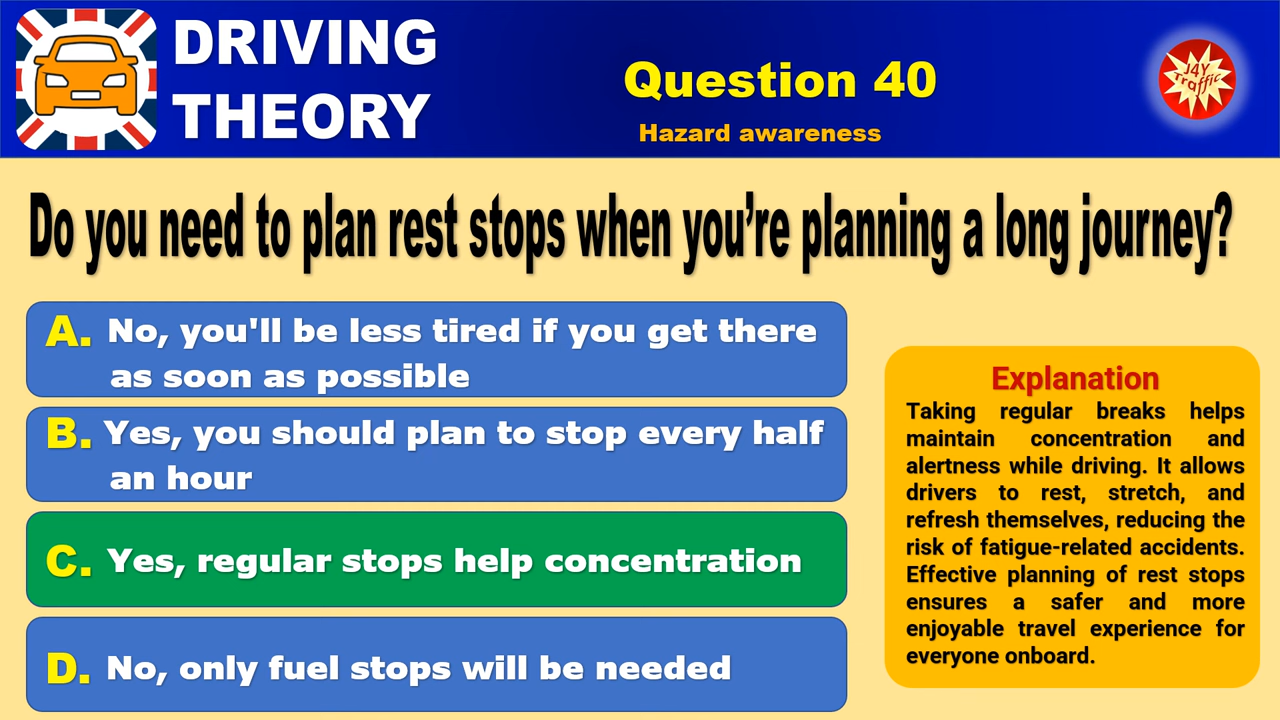 DRIVING
THEORY
Question 40
Hazard awareness
J4Y
Traffic
Do you need to plan rest stops when you’re planning a long journey?
A. No, you'll be less tired if you get there
as soon as possible
B. Yes, you should plan to stop every half
an hour
C. Yes, regular stops help concentration
D. No, only fuel stops will be needed
Explanation
Taking regular breaks helps
maintain concentration and
alertness while driving. It allows
drivers to rest, stretch, and
refresh themselves, reducing the
risk of fatigue-related accidents.
Effective planning of rest stops
ensures a safer and more
enjoyable travel experience for
everyone onboard.